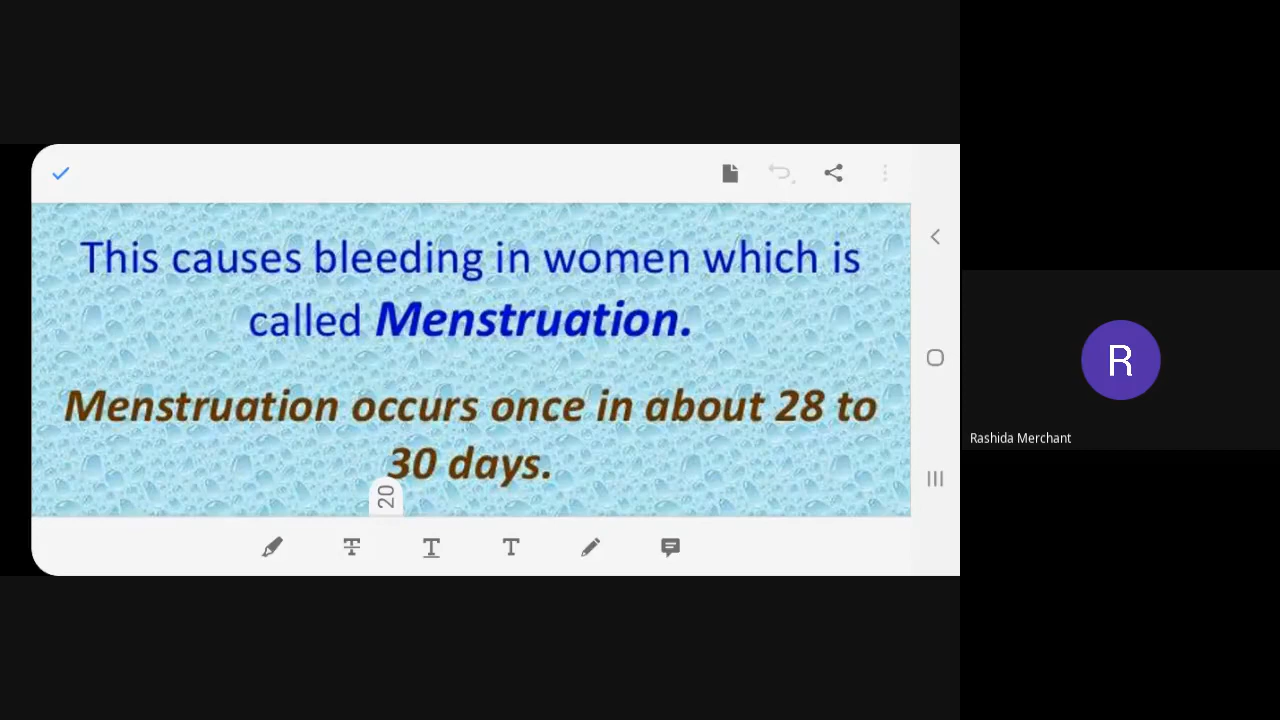 This causes bleeding in women which is
called Menstruation.
Menstruation occurs once in about 28 to
30 days.
20
R
Rashida Merchant